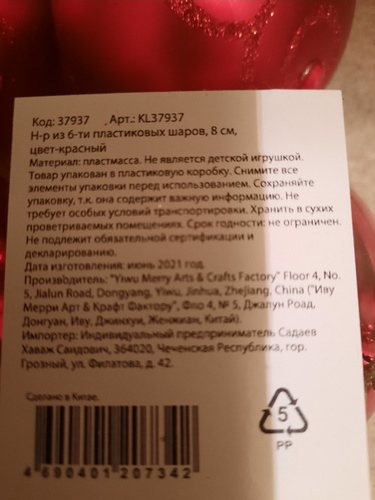 Код: 37937 , Арт.: KL37937
Н-р из 6-ти пластиковых шаров, 8 см,
цвет-красный
Материал: пластмасса. Не является детской игрушкой.
Товар упакован в пластиковую коробку. Снимите все
элементы упаковки перед использованием. Сохраняйте
упаковку, т.к. она содержит важную информацию. Не
требует особых условий транспортировки. Хранить в сухих
проветриваемых помещениях. Срок годности: не ограничен.
Не подлежит обязательной сертификации и
декларированию.
Дата изготовления: июнь 2021 год.
Производитель: "Yiwu Merry Arts & Crafts Factory" Floor 4, No.
5, Jialun Road, Dongyang, Yiwu, Jinhua, Zhejiang, China ("Иву
Мерри Арт & Крафт Фактору", Фло 4, № 5, Джалун Роад,
Донгуан, Иву, Джинхуи, Женжиан, Китай).
Импортер: Индивидуальный предприниматель Садаев
Хаваж Саидович, 364020, Чеченская Республика, гор.
Грозный, ул. Филатова, д. 42.
Сделано в Китае.
4 690401 207342
5
PP